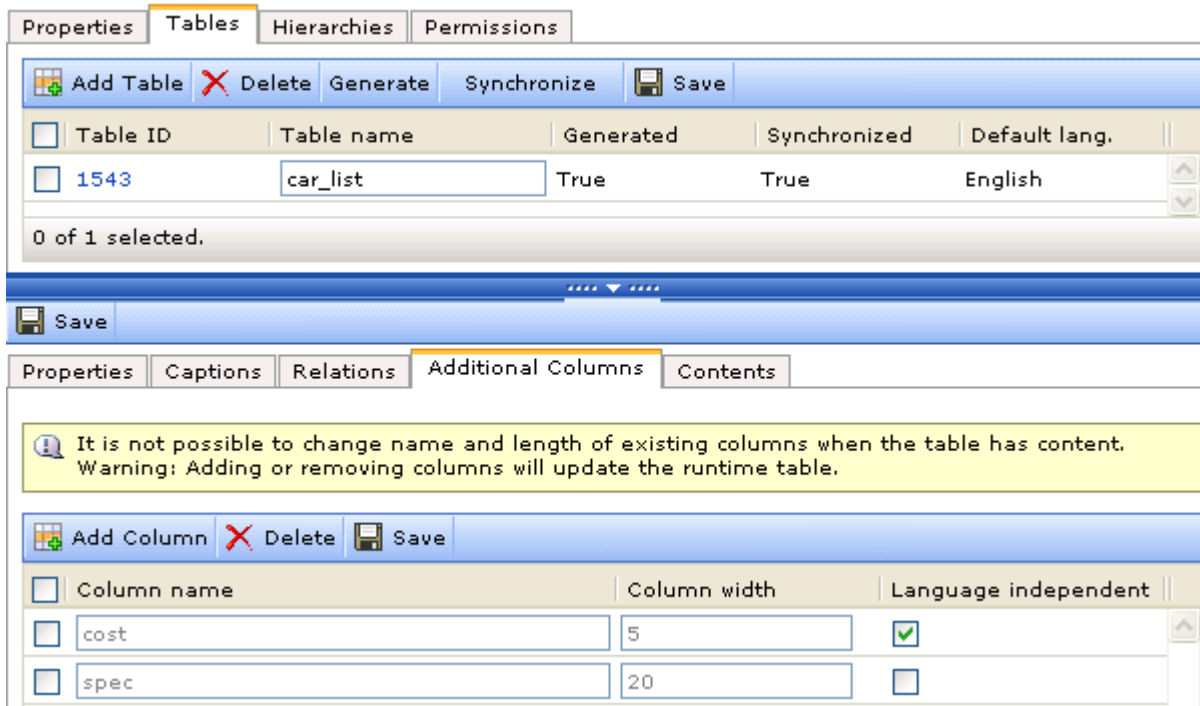 Properties Tables Hierarchies Permissions
Add Table Delete Generate Synchronize Save
Table ID Table name Generated Synchronized Default lang.
1543 car_list True True English
0 of 1 selected.
Save
Properties Captions Relations Additional Columns Contents
It is not possible to change name and length of existing columns when the table has content.
Warning: Adding or removing columns will update the runtime table.
Add Column Delete Save
Column name Column width Language independent
cost 5
spec 20